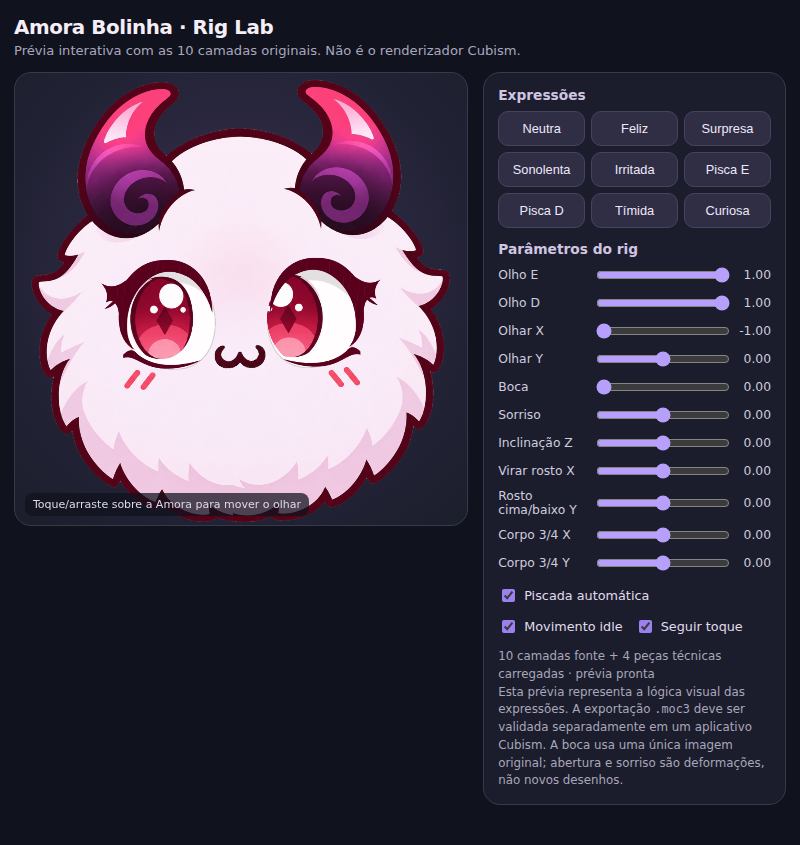 Amora Bolinha · Rig Lab
Prévia interativa com as 10 camadas originais. Não é o renderizador Cubism.
Toque/arraste sobre a Amora para mover o olhar
Expressões
Neutra
Feliz
Surpresa
Sonolenta
Irritada
Pisca E
Pisca D
Tímida
Curiosa
Parâmetros do rig
Olho E 1.00
Olho D 1.00
Olhar X -1.00
Olhar Y 0.00
Boca 0.00
Sorriso 0.00
Inclinação Z 0.00
Virar rosto X 0.00
Rosto
cima/baixo Y 0.00
Corpo 3/4 X 0.00
Corpo 3/4 Y 0.00
Piscada automática
Movimento idle Seguir toque
10 camadas fonte + 4 peças técnicas
carregadas · prévia pronta
Esta prévia representa a lógica visual das
expressões. A exportação .moc3 deve ser
validada separadamente em um aplicativo
Cubism. A boca usa uma única imagem
original; abertura e sorriso são deformações,
não novos desenhos.